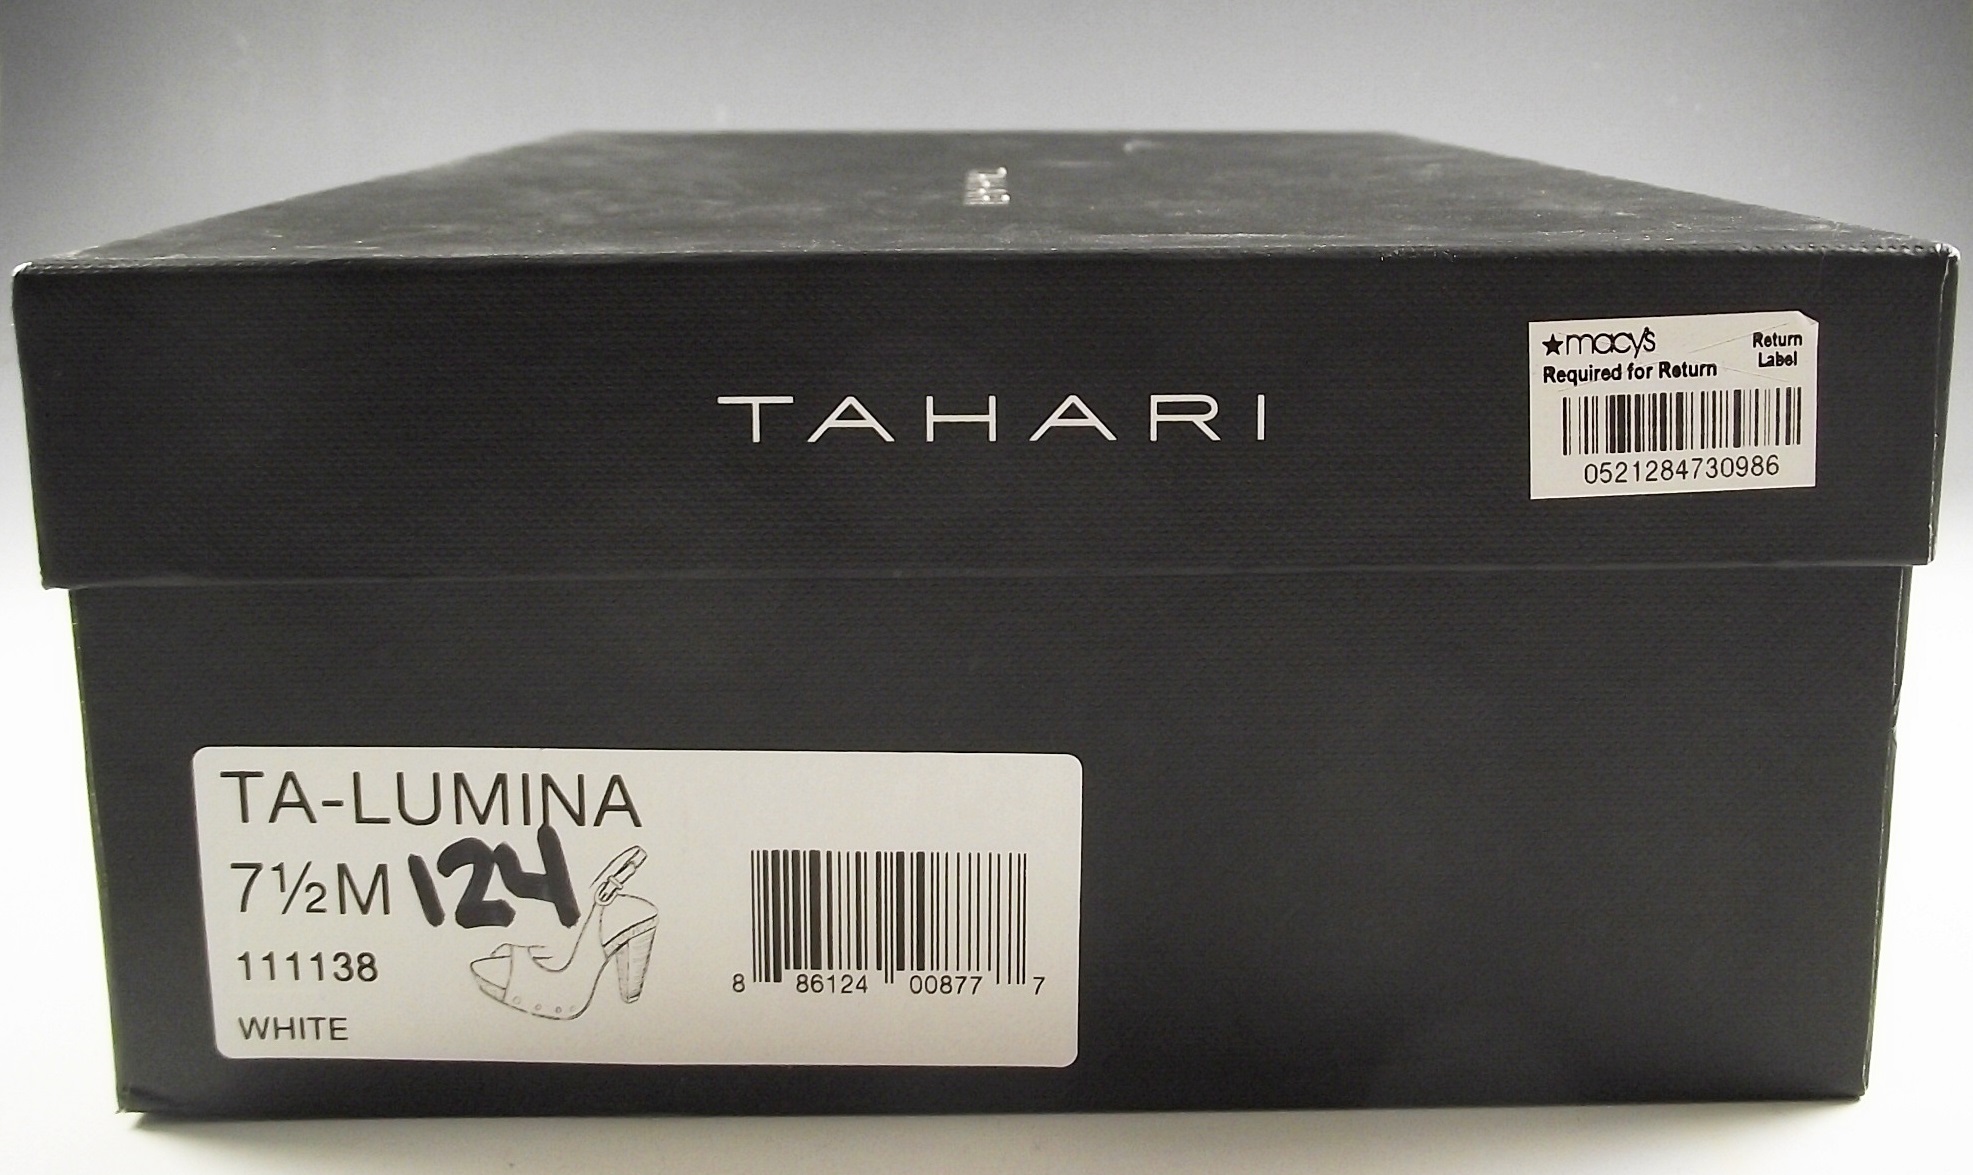 TAHARI
★macy's
Return
Label
Required for Return
0521284730986
TA-LUMINA
7½M
124
111138
WHITE
8 86124 00877 7